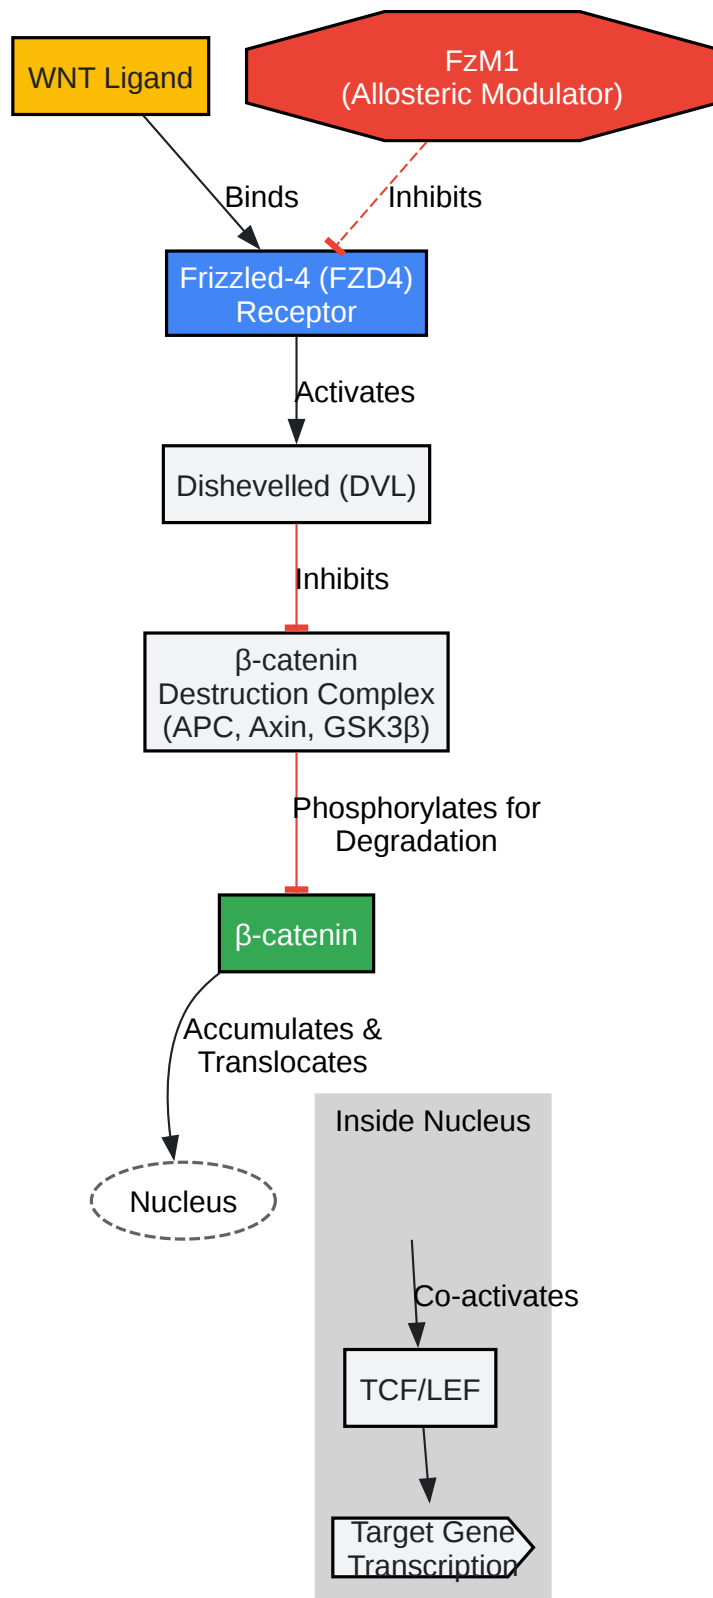 WNT Ligand
FzM1
(Allosteric Modulator)
Binds
Inhibits
Frizzled-4 (FZD4)
Receptor
Activates
Dishevelled (DVL)
Inhibits
β-catenin
Destruction Complex
(APC, Axin, GSK3β)
Phosphorylates for
Degradation
β-catenin
Accumulates &
Translocates
Inside Nucleus
Nucleus
Co-activates
TCF/LEF
Target Gene
Transcription